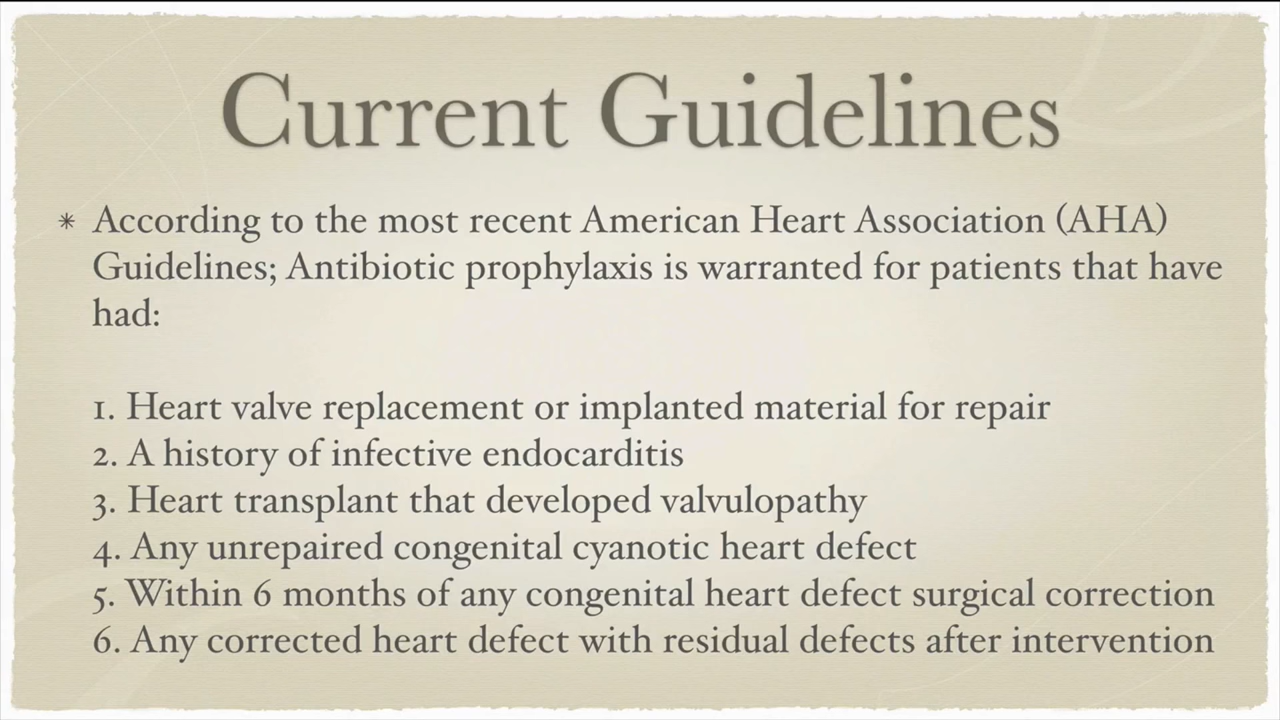 Current Guidelines
* According to the most recent American Heart Association (AHA)
Guidelines; Antibiotic prophylaxis is warranted for patients that have
had:
1. Heart valve replacement or implanted material for repair
2. A history of infective endocarditis
3. Heart transplant that developed valvulopathy
4. Any unrepaired congenital cyanotic heart defect
5. Within 6 months of any congenital heart defect surgical correction
6. Any corrected heart defect with residual defects after intervention